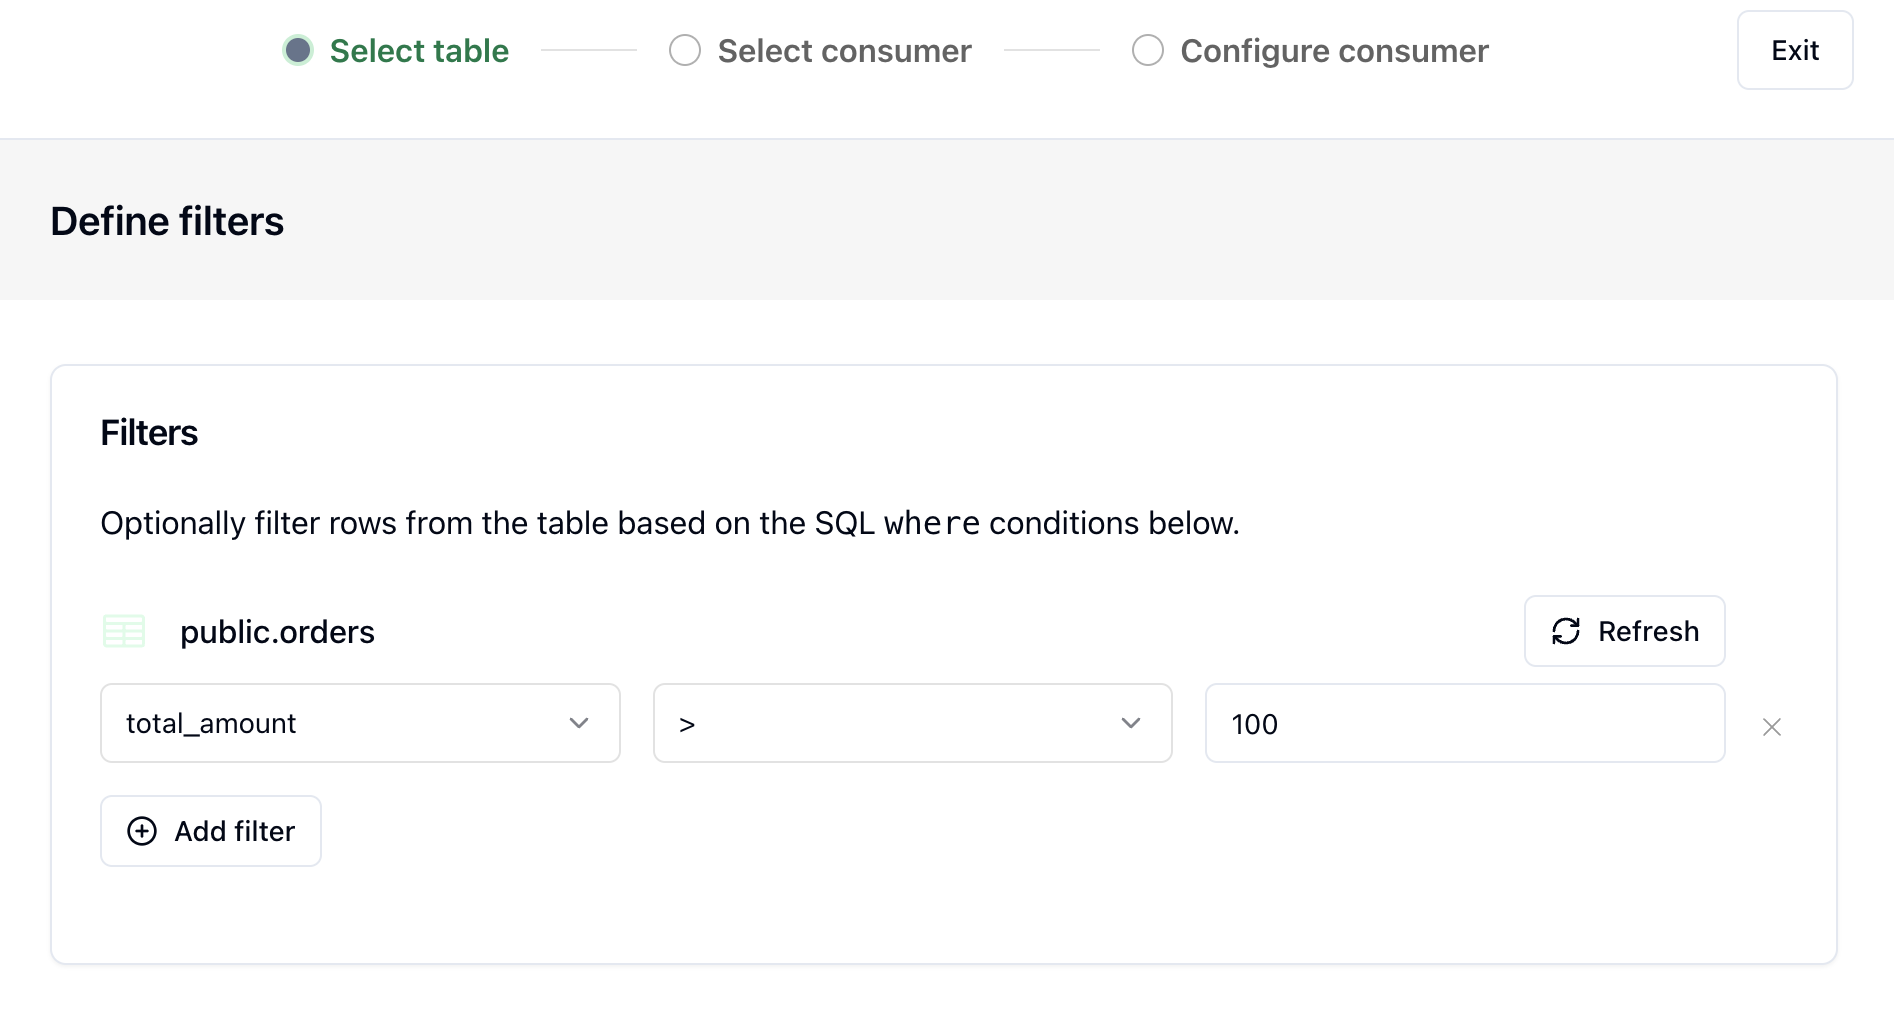 Select table
Select consumer
Configure consumer
Exit
Define filters
Filters
Optionally filter rows from the table based on the SQL where conditions below.
public.orders
Refresh
total_amount
>
100
Add filter